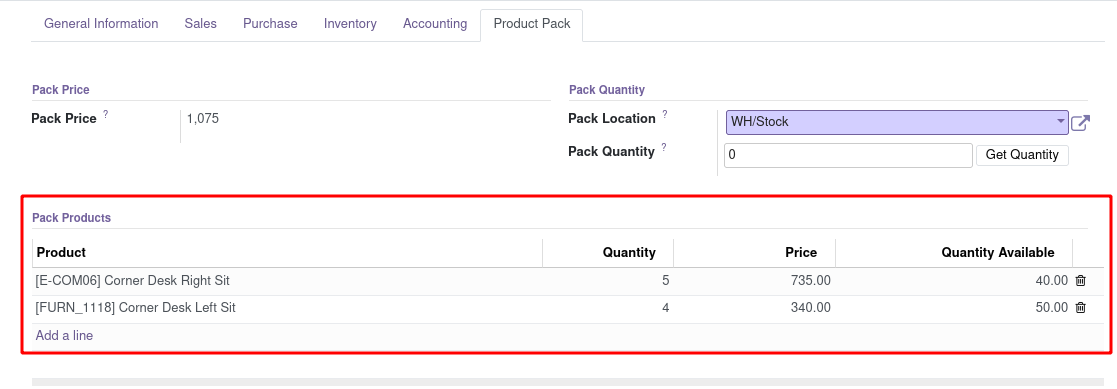 General Information Sales Purchase Inventory Accounting Product Pack
Pack Price Pack Quantity
Pack Price ? 1,075 Pack Location ? WH/Stock
Pack Quantity ? 0 Get Quantity
Pack Products
Product Quantity Price Quantity Available
[E-COM06] Corner Desk Right Sit 5 735.00 40.00
[FURN_1118] Corner Desk Left Sit 4 340.00 50.00
Add a line